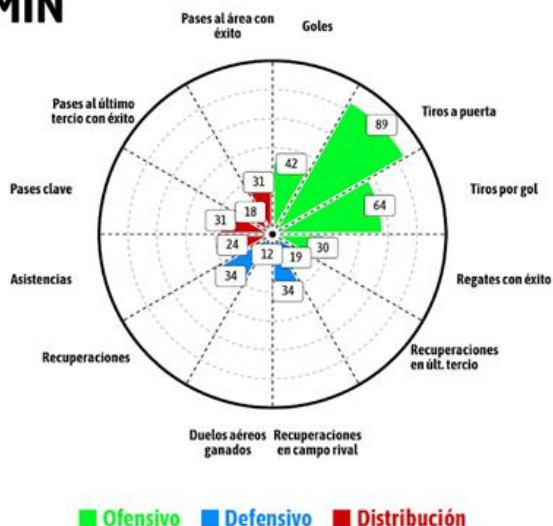 MIN
Pases al área con
éxito
Goles
Pases al último
tercio con éxito
Tiros a puerta
89
42
31
Pases clave
Tiros por gol
31
18
64
24
12
19
30
34
34
Asistencias
Regates con éxito
Recuperaciones
Recuperaciones
en últ. tercio
Duelos aéreos
ganados
Recuperaciones
en campo rival
Ofensivo
Defensivo
Distribución